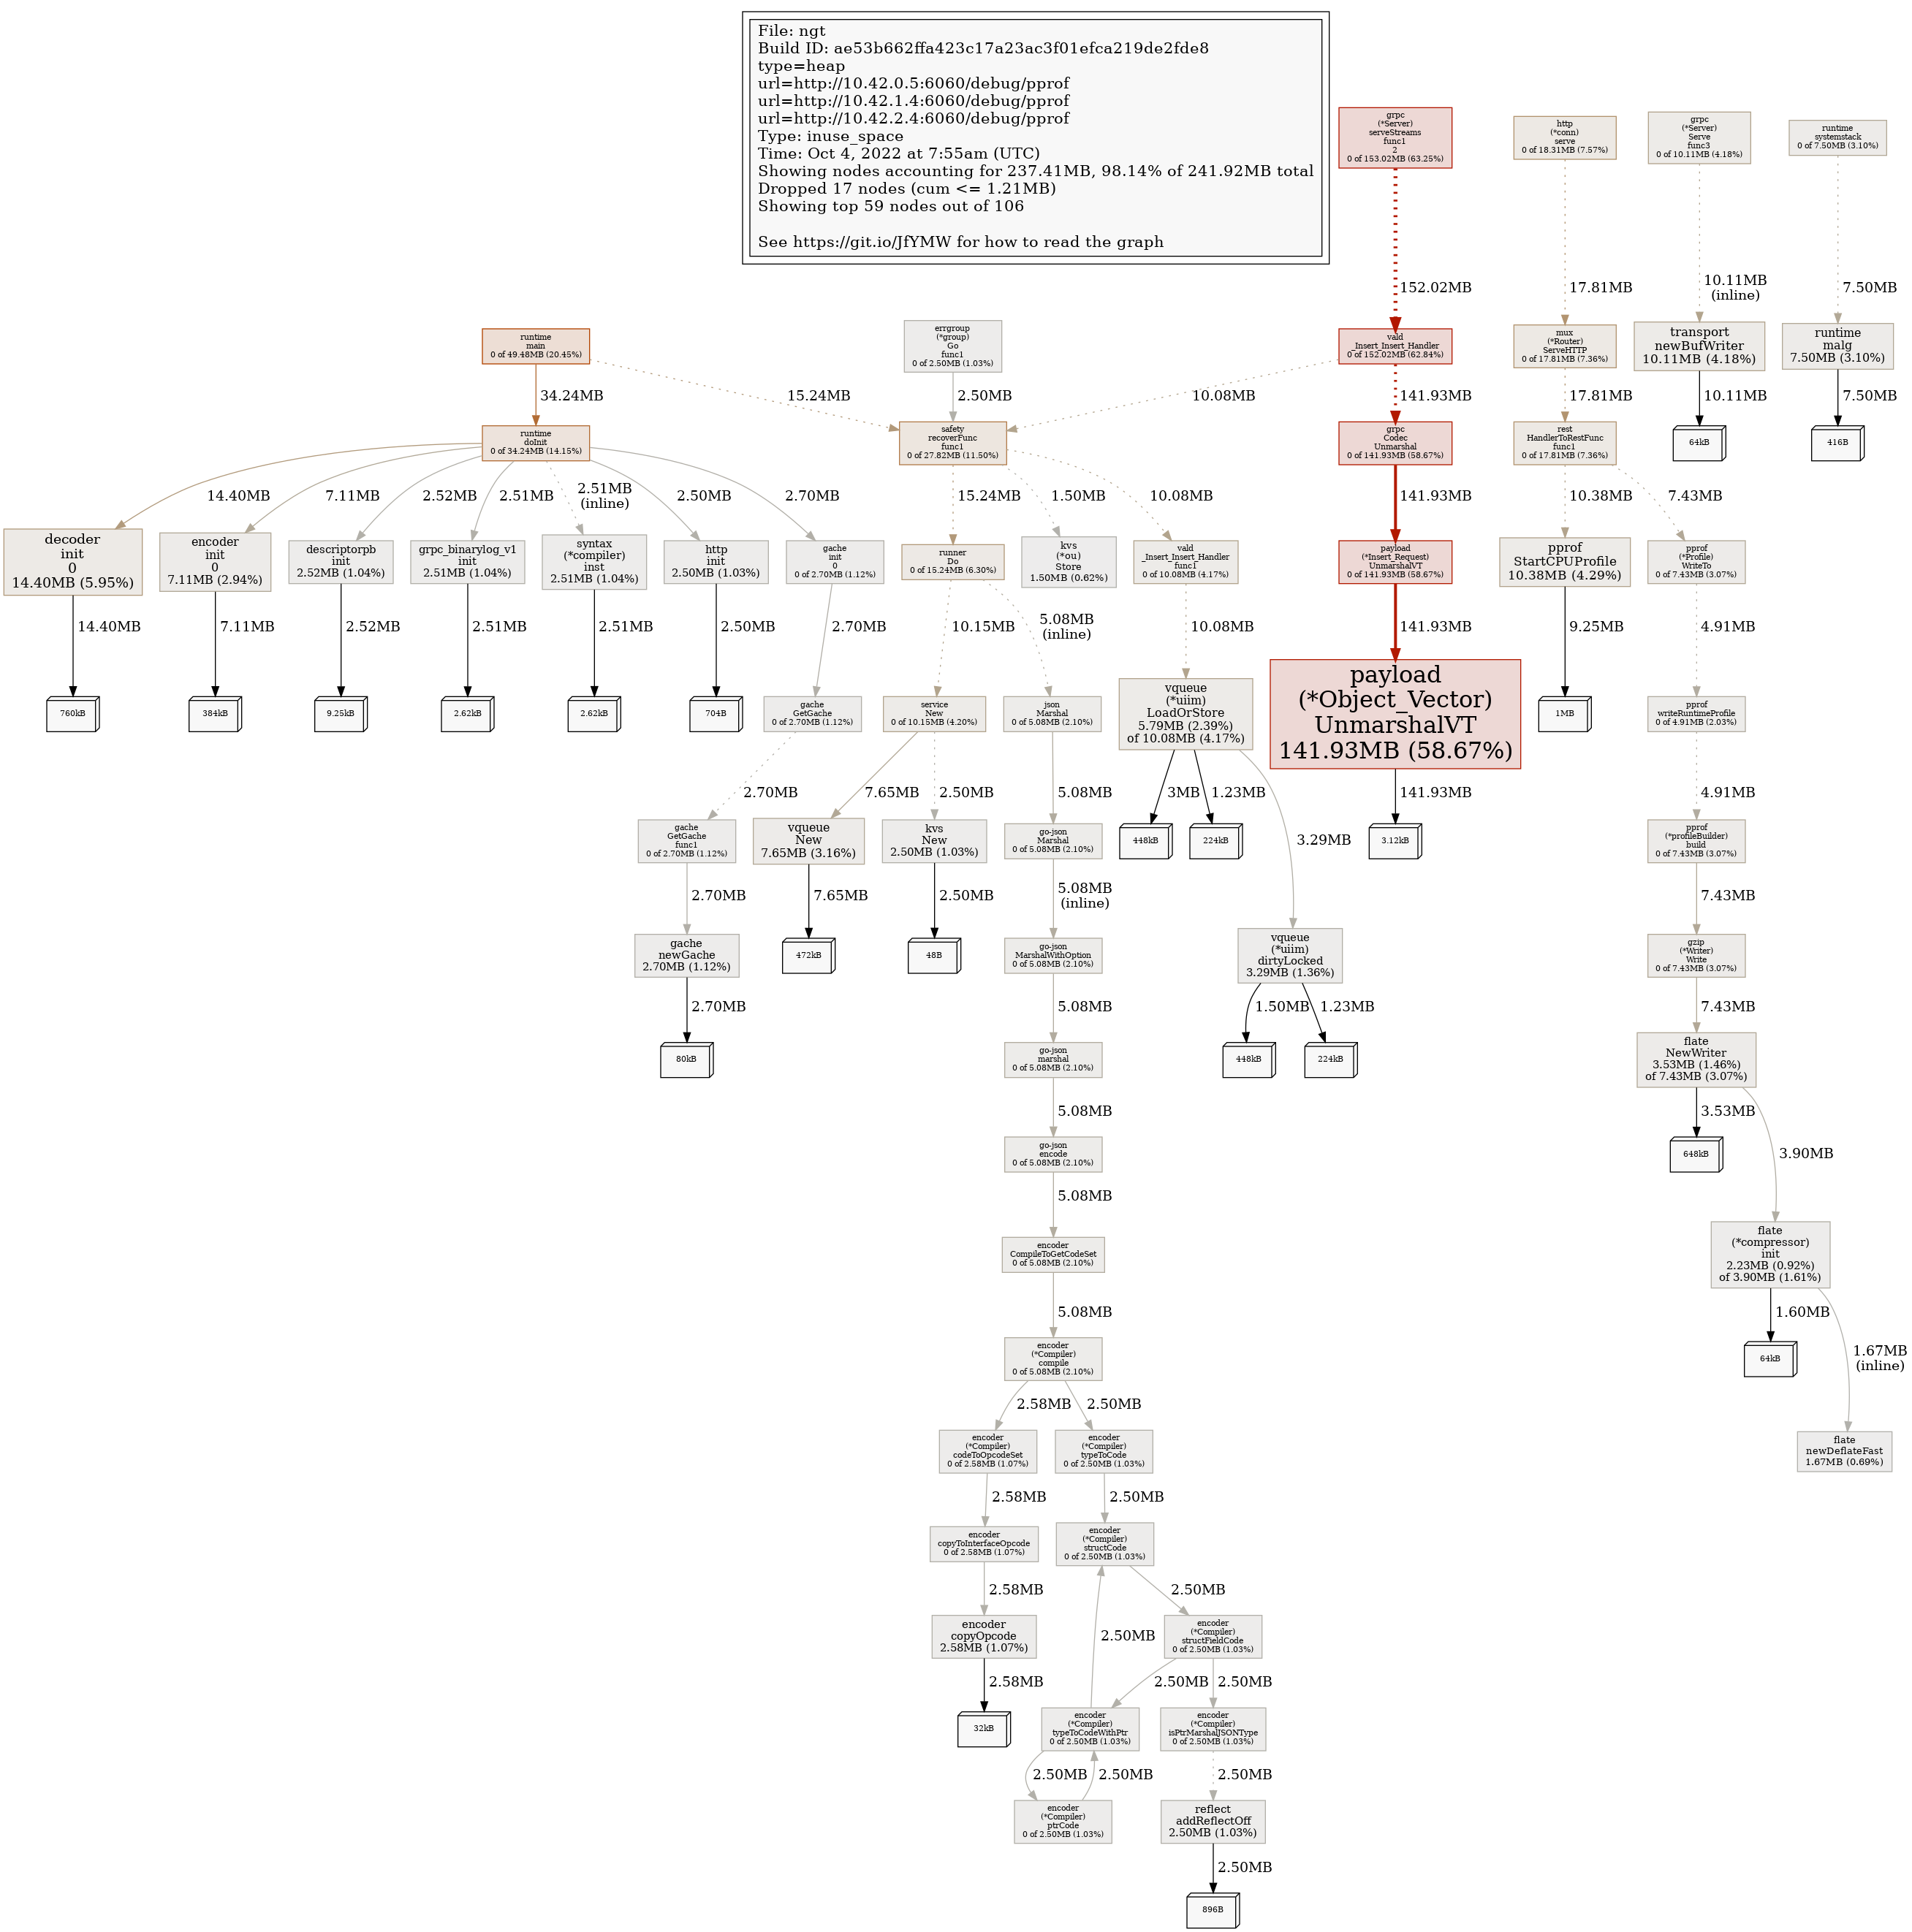 File: ngt
Build ID: ae53b662ffa423c17a23ac3f01efca219de2fde8
type=heap
url=http://10.42.0.5:6060/debug/pprof
url=http://10.42.1.4:6060/debug/pprof
url=http://10.42.2.4:6060/debug/pprof
Type: inuse_space
Time: Oct 4, 2022 at 7:55am (UTC)
Showing nodes accounting for 237.41MB, 98.14% of 241.92MB total
Dropped 17 nodes (cum <= 1.21MB)
Showing top 59 nodes out of 106
See https://git.io/JfYMW for how to read the graph
grpc
(*Server)
serveStreams
func1
2
0 of 153.02MB (63.25%)
http
(*conn)
serve
0 of 18.31MB (7.57%)
grpc
(*Server)
Serve
func3
0 of 10.11MB (4.18%)
runtime
systemstack
0 of 7.50MB (3.10%)
152.02MB
17.81MB
10.11MB
(inline)
7.50MB
runtime
main
0 of 49.48MB (20.45%)
errgroup
(*group)
Go
func1
0 of 2.50MB (1.03%)
vald
_Insert_Insert_Handler
0 of 152.02MB (62.84%)
mux
(*Router)
ServeHTTP
0 of 17.81MB (7.36%)
transport
newBufWriter
10.11MB (4.18%)
runtime
malg
7.50MB (3.10%)
34.24MB
15.24MB
2.50MB
10.08MB
141.93MB
17.81MB
10.11MB
7.50MB
runtime
doInit
0 of 34.24MB (14.15%)
safety
recoverFunc
func1
0 of 27.82MB (11.50%)
grpc
Codec
Unmarshal
0 of 141.93MB (58.67%)
rest
HandlerToRestFunc
func1
0 of 17.81MB (7.36%)
64kB
416B
14.40MB
7.11MB
2.52MB
2.51MB
2.51MB
(inline)
2.50MB
2.70MB
15.24MB
1.50MB
10.08MB
141.93MB
10.38MB
7.43MB
decoder
init
0
14.40MB (5.95%)
encoder
init
0
7.11MB (2.94%)
descriptorpb
init
2.52MB (1.04%)
grpc_binarylog_v1
init
2.51MB (1.04%)
syntax
(*compiler)
inst
2.51MB (1.04%)
http
init
2.50MB (1.03%)
gache
init
0
0 of 2.70MB (1.12%)
runner
Do
0 of 15.24MB (6.30%)
kvs
(*ou)
Store
1.50MB (0.62%)
vald
_Insert_Insert_Handler
func1
0 of 10.08MB (4.17%)
payload
(*Insert_Request)
UnmarshalVT
0 of 141.93MB (58.67%)
pprof
StartCPUProfile
10.38MB (4.29%)
pprof
(*Profile)
WriteTo
0 of 7.43MB (3.07%)
14.40MB
7.11MB
2.52MB
2.51MB
2.51MB
2.50MB
2.70MB
10.15MB
5.08MB
(inline)
10.08MB
141.93MB
9.25MB
4.91MB
760kB
384kB
9.25kB
2.62kB
2.62kB
704B
gache
GetGache
0 of 2.70MB (1.12%)
service
New
0 of 10.15MB (4.20%)
json
Marshal
0 of 5.08MB (2.10%)
vqueue
(*uiim)
LoadOrStore
5.79MB (2.39%)
of 10.08MB (4.17%)
payload
(*Object_Vector)
UnmarshalVT
141.93MB (58.67%)
1MB
pprof
writeRuntimeProfile
0 of 4.91MB (2.03%)
2.70MB
7.65MB
2.50MB
5.08MB
3MB
1.23MB
3.29MB
141.93MB
4.91MB
gache
GetGache
func1
0 of 2.70MB (1.12%)
vqueue
New
7.65MB (3.16%)
kvs
New
2.50MB (1.03%)
go-json
Marshal
0 of 5.08MB (2.10%)
448kB
224kB
3.12kB
pprof
(*profileBuilder)
build
0 of 7.43MB (3.07%)
2.70MB
7.65MB
2.50MB
5.08MB
(inline)
7.43MB
gache
newGache
2.70MB (1.12%)
472kB
48B
go-json
MarshalWithOption
0 of 5.08MB (2.10%)
vqueue
(*uiim)
dirtyLocked
3.29MB (1.36%)
gzip
(*Writer)
Write
0 of 7.43MB (3.07%)
2.70MB
5.08MB
1.50MB
1.23MB
7.43MB
80kB
go-json
marshal
0 of 5.08MB (2.10%)
448kB
224kB
flate
NewWriter
3.53MB (1.46%)
of 7.43MB (3.07%)
5.08MB
3.53MB
3.90MB
go-json
encode
0 of 5.08MB (2.10%)
648kB
5.08MB
encoder
CompileToGetCodeSet
0 of 5.08MB (2.10%)
flate
(*compressor)
init
2.23MB (0.92%)
of 3.90MB (1.61%)
5.08MB
1.60MB
1.67MB
(inline)
encoder
(*Compiler)
compile
0 of 5.08MB (2.10%)
64kB
2.58MB
2.50MB
encoder
(*Compiler)
codeToOpcodeSet
0 of 2.58MB (1.07%)
encoder
(*Compiler)
typeToCode
0 of 2.50MB (1.03%)
flate
newDeflateFast
1.67MB (0.69%)
2.58MB
2.50MB
encoder
copyToInterfaceOpcode
0 of 2.58MB (1.07%)
encoder
(*Compiler)
structCode
0 of 2.50MB (1.03%)
2.58MB
2.50MB
2.50MB
encoder
copyOpcode
2.58MB (1.07%)
encoder
(*Compiler)
structFieldCode
0 of 2.50MB (1.03%)
2.58MB
2.50MB
2.50MB
32kB
encoder
(*Compiler)
typeToCodeWithPtr
0 of 2.50MB (1.03%)
encoder
(*Compiler)
isPtrMarshalJSONType
0 of 2.50MB (1.03%)
2.50MB
2.50MB
2.50MB
encoder
(*Compiler)
ptrCode
0 of 2.50MB (1.03%)
reflect
addReflectOff
2.50MB (1.03%)
2.50MB
896B